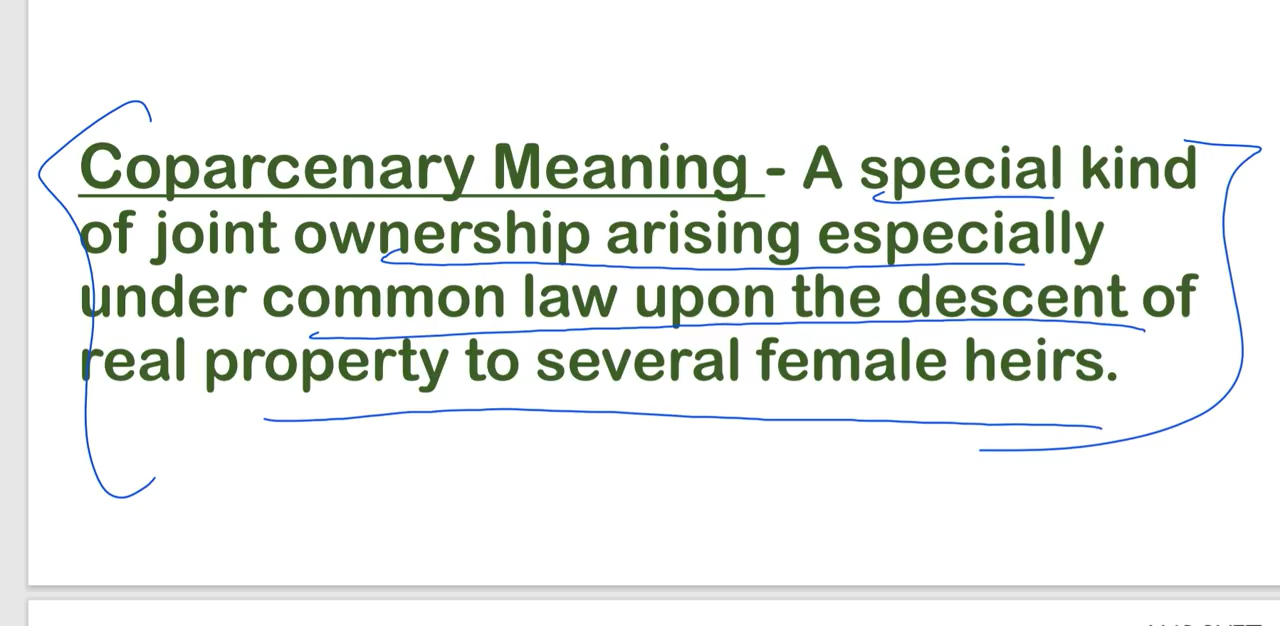 Coparcenary Meaning - A special kind
of joint ownership arising especially
under common law upon the descent of
real property to several female heirs.